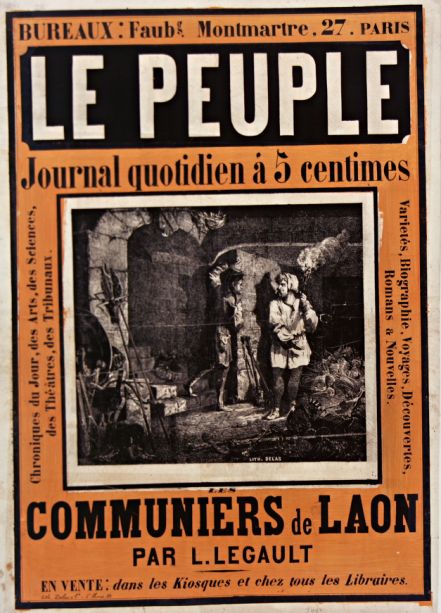 BUREAUX: Faubg. Montmartre. 27. PARIS
LE PEUPLE
Journal quotidien à 5 centimes
Chroniques du Jour, des Arts, des Sciences,
des Théâtres, des Tribunaux.
Variétés, Biographie, Voyages, Découvertes,
Romans & Nouvelles.
LITH. BELAS
LES
COMMUNIERS de LAON
PAR L. LEGAULT
EN VENTE: dans les Kiosques et chez tous les Libraires.